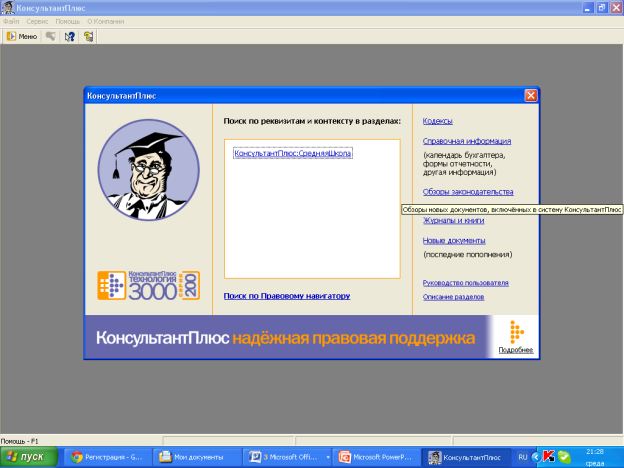 КонсультантПлюс
Файл Сервис Помощь О Компании
Меню
КонсультантПлюс
Поиск по реквизитам и контексту в разделах:
КонсультантПлюс:СредняяШкола
Поиск по Правовому навигатору
Кодексы
Справочная информация
(календарь бухгалтера,
формы отчетности,
другая информация)
Обзоры законодательства
Обзоры новых документов, включённых в систему КонсультантПлюс
Журналы и книги
Новые документы
(последние пополнения)
Руководство пользователя
Описание разделов
КонсультантПлюс
ТЕХНОЛОГИЯ
3000
200
КонсультантПлюс надёжная правовая поддержка
Подробнее
Помощь - F1
пуск
Регистрация - G...
Мои документы
3 Microsoft Offi...
Microsoft PowerP...
КонсультантПлюс
RU
21:28
среда